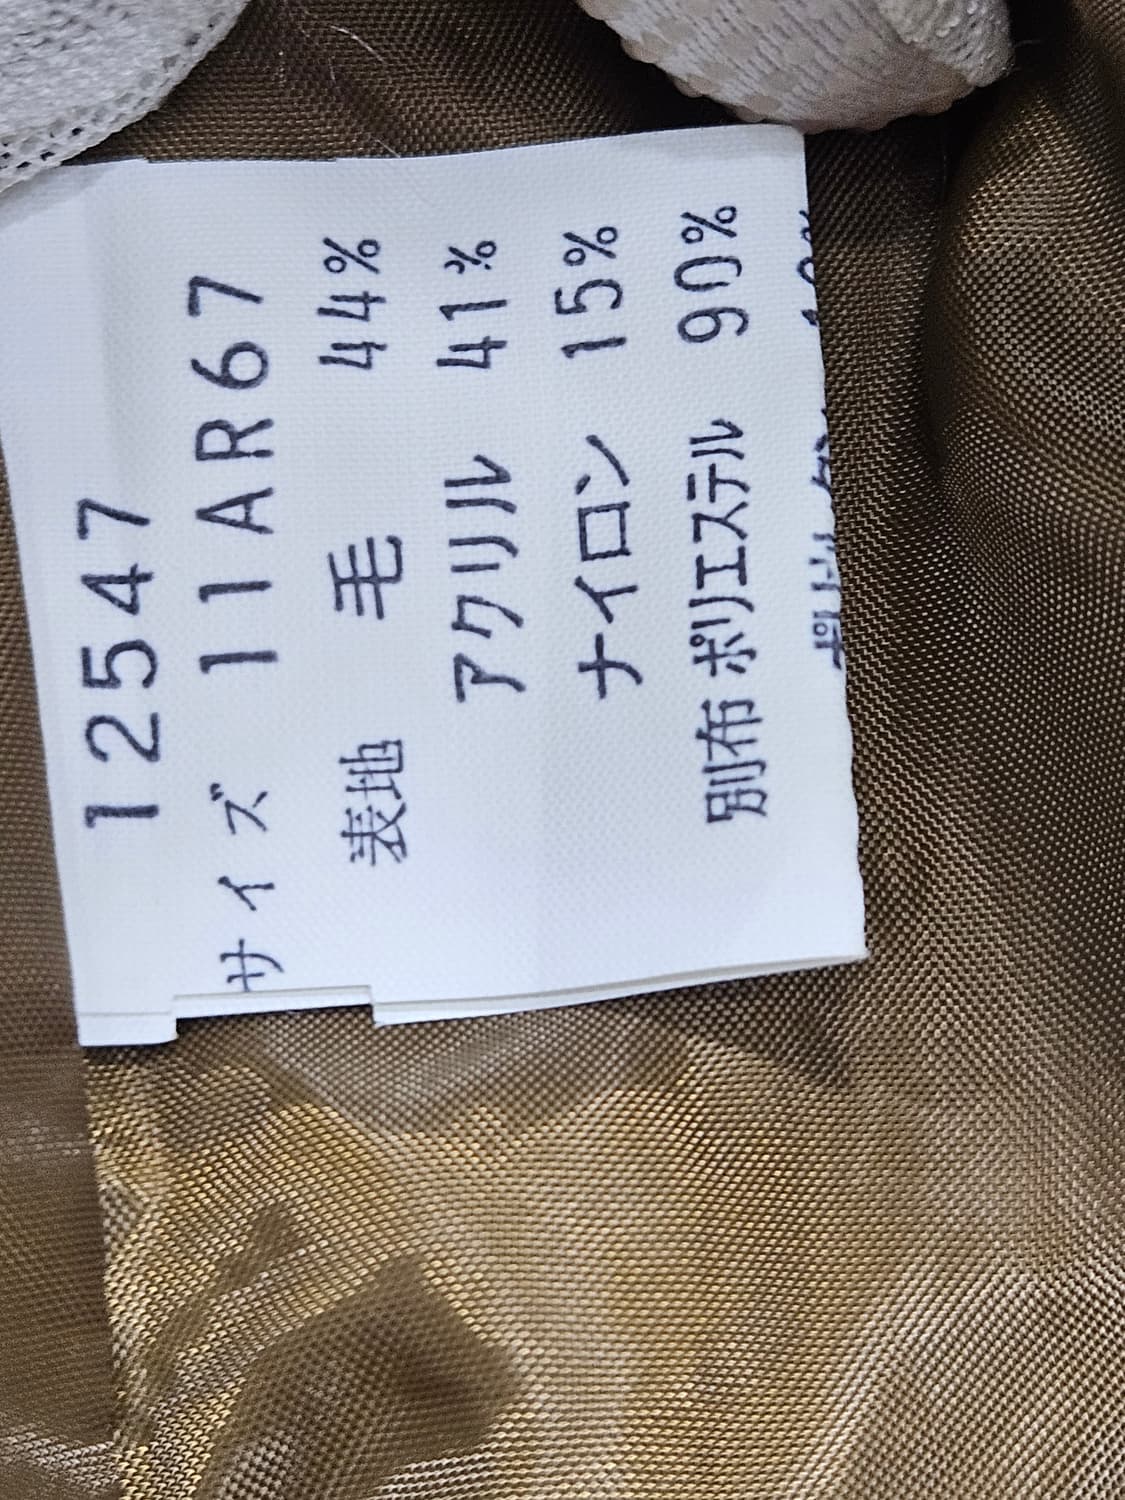 12547
サイズ 11AR67
表地 毛 44%
アクリル 41%
ナイロン 15%
別布 ポリエステル 90%